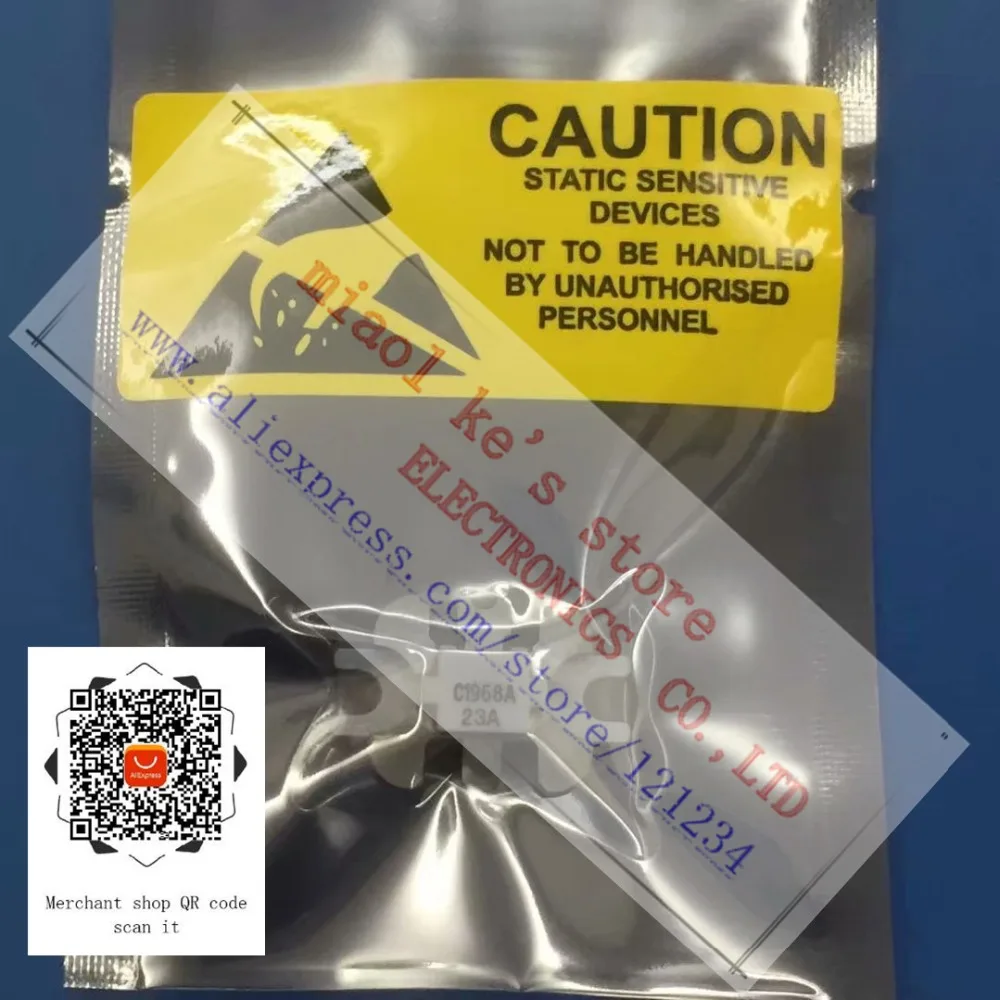 CAUTION
STATIC SENSITIVE
DEVICES
NOT TO BE HANDLED
BY UNAUTHORISED
PERSONNEL
miaol ke's store
ELECTRONICS CO.,LTD
www.aliexpress.com/store/121234
C1968A
23A
AliExpress
Merchant shop QR code
scan it